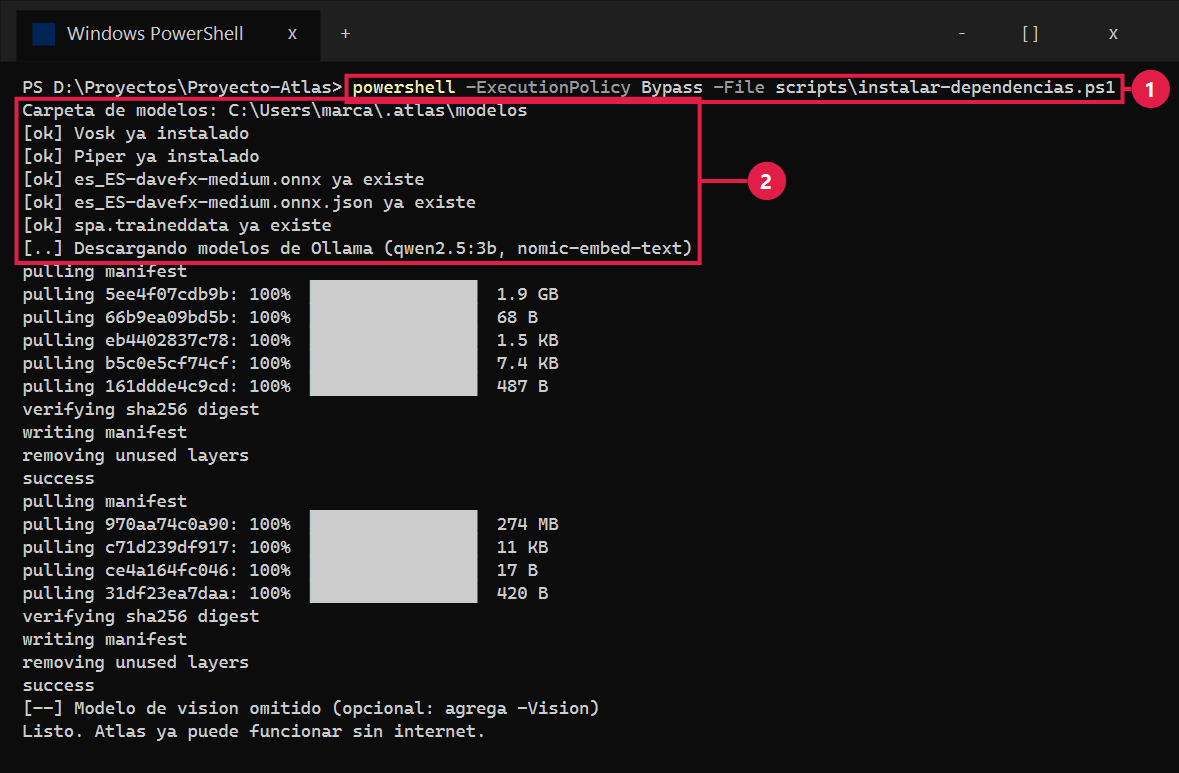 Windows PowerShell x + - [] x
PS D:\Proyectos\Proyecto-Atlas> powershell -ExecutionPolicy Bypass -File scripts\instalar-dependencias.ps1
1
Carpeta de modelos: C:\Users\marca\.atlas\modelos
[ok] Vosk ya instalado
[ok] Piper ya instalado
[ok] es_ES-davefx-medium.onnx ya existe
2
[ok] es_ES-davefx-medium.onnx.json ya existe
[ok] spa.traineddata ya existe
[..] Descargando modelos de Ollama (qwen2.5:3b, nomic-embed-text)
pulling manifest
pulling 5ee4f07cdb9b: 100% 1.9 GB
pulling 66b9ea09bd5b: 100% 68 B
pulling eb4402837c78: 100% 1.5 KB
pulling b5c0e5cf74cf: 100% 7.4 KB
pulling 161ddde4c9cd: 100% 487 B
verifying sha256 digest
writing manifest
removing unused layers
success
pulling manifest
pulling 970aa74c0a90: 100% 274 MB
pulling c71d239df917: 100% 11 KB
pulling ce4a164fc046: 100% 17 B
pulling 31df23ea7daa: 100% 420 B
verifying sha256 digest
writing manifest
removing unused layers
success
[--] Modelo de vision omitido (opcional: agrega -Vision)
Listo. Atlas ya puede funcionar sin internet.